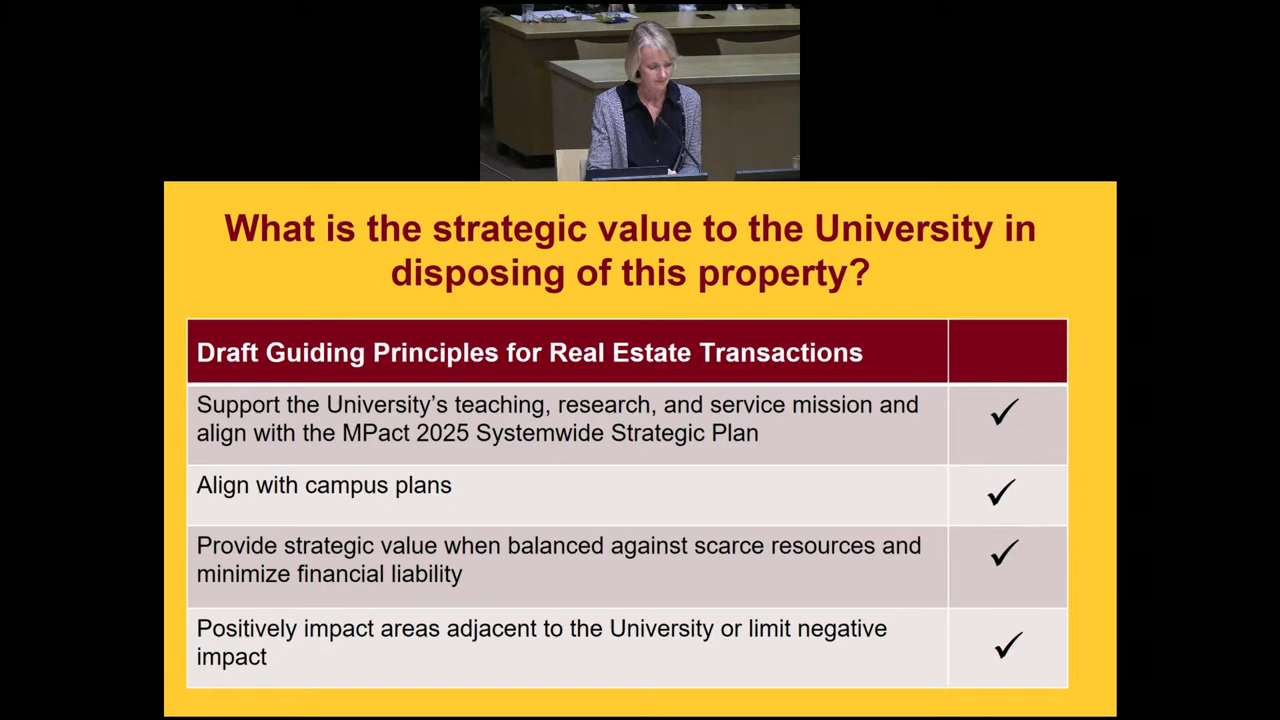 What is the strategic value to the University in
disposing of this property?
Draft Guiding Principles for Real Estate Transactions
Support the University’s teaching, research, and service mission and
align with the MPact 2025 Systemwide Strategic Plan
Align with campus plans
Provide strategic value when balanced against scarce resources and
minimize financial liability
Positively impact areas adjacent to the University or limit negative
impact